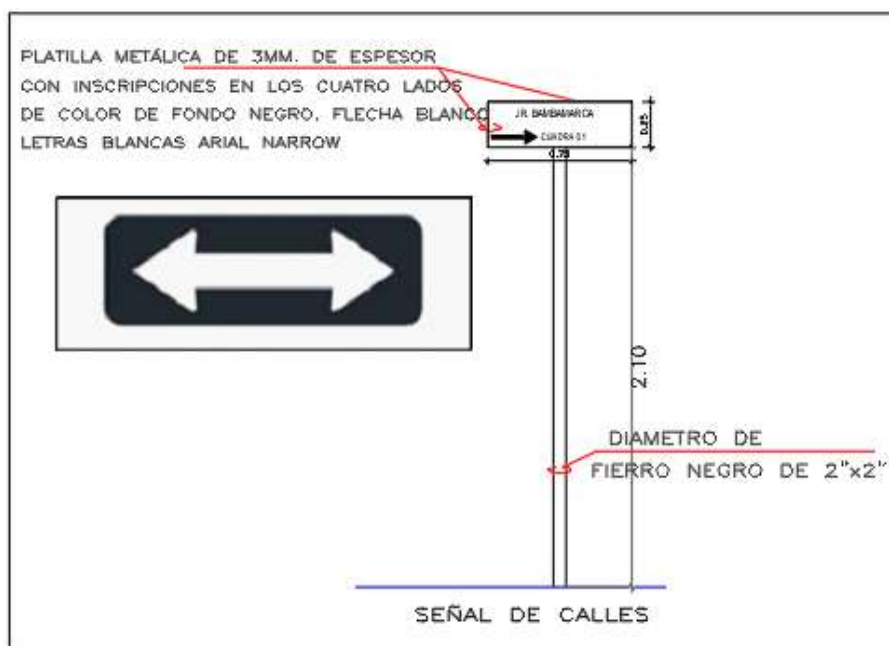 PLATILLA METÁLICA DE 3MM. DE ESPESOR
CON INSCRIPCIONES EN LOS CUATRO LADOS
DE COLOR DE FONDO NEGRO, FLECHA BLANCO
LETRAS BLANCAS ARIAL NARROW
JR. BAMBAMARCA
CUADRA 01
0.25
0.75
2.10
DIAMETRO DE
FIERRO NEGRO DE 2"x2"
SEÑAL DE CALLES